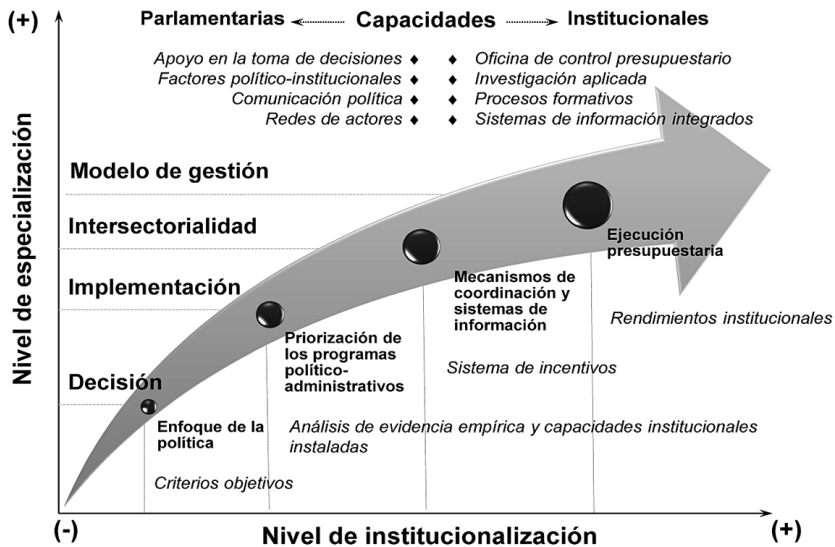 (+)
Parlamentarias Capacidades Institucionales
Apoyo en la toma de decisiones ♦ ♦ Oficina de control presupuestario
Factores político-institucionales ♦ ♦ Investigación aplicada
Comunicación política ♦ ♦ Procesos formativos
Redes de actores ♦ ♦ Sistemas de información integrados
Nivel de especialización
Modelo de gestión
Intersectorialidad
Implementación
Decisión
Enfoque de la
política
Criterios objetivos
Priorización de
los programas
político-
administrativos
Análisis de evidencia empírica y capacidades institucionales
instaladas
Mecanismos de
coordinación y
sistemas de
información
Sistema de incentivos
Ejecución
presupuestaria
Rendimientos institucionales
(-)
Nivel de institucionalización
(+)